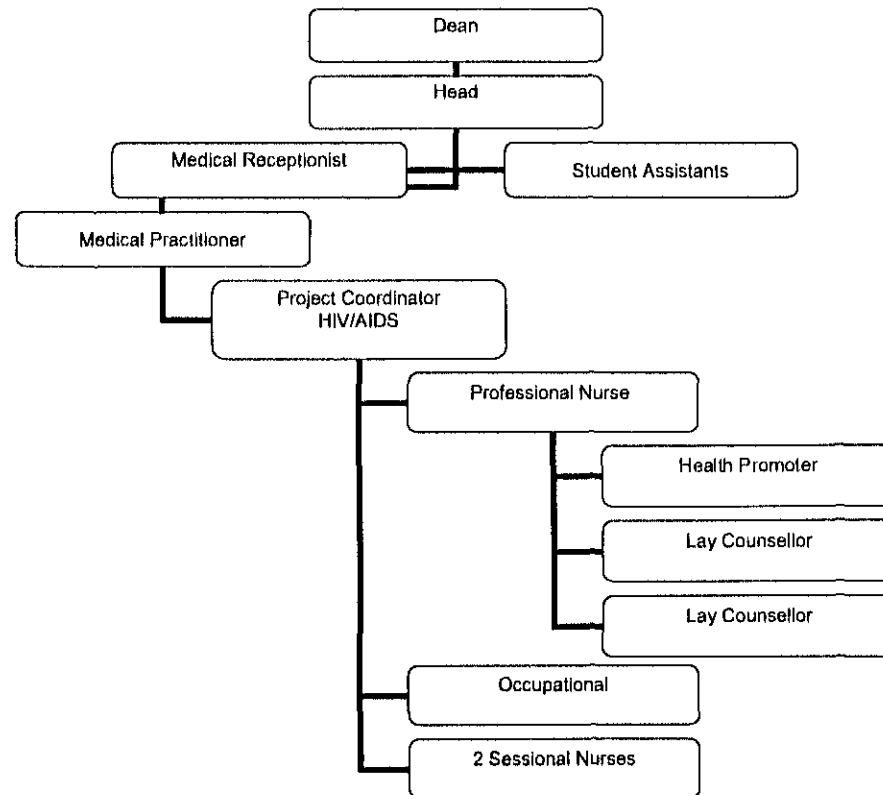 Dean
Head
Medical Receptionist
Student Assistants
Medical Practitioner
Project Coordinator
HIV/AIDS
Professional Nurse
Health Promoter
Lay Counsellor
Lay Counsellor
Occupational
2 Sessional Nurses